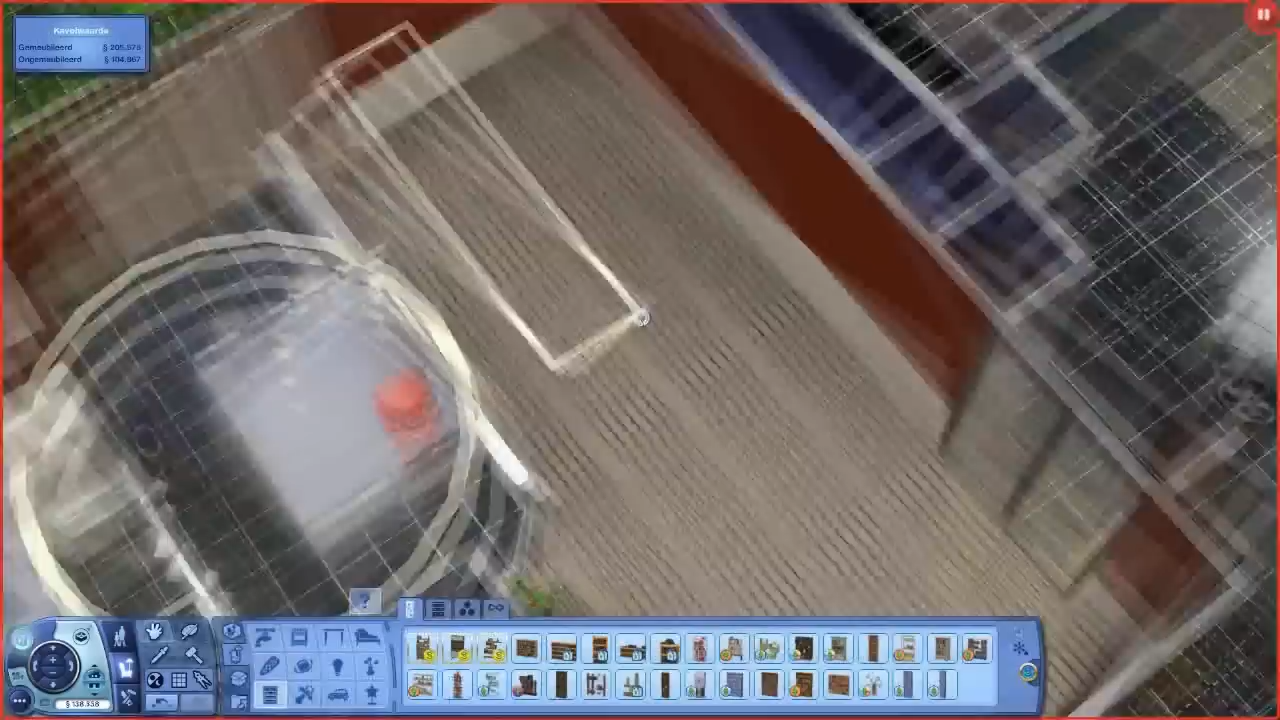 Kavelwaarde
Gemeubileerd § 205.573
Ongemeubileerd § 104.867
?
§ 138.338